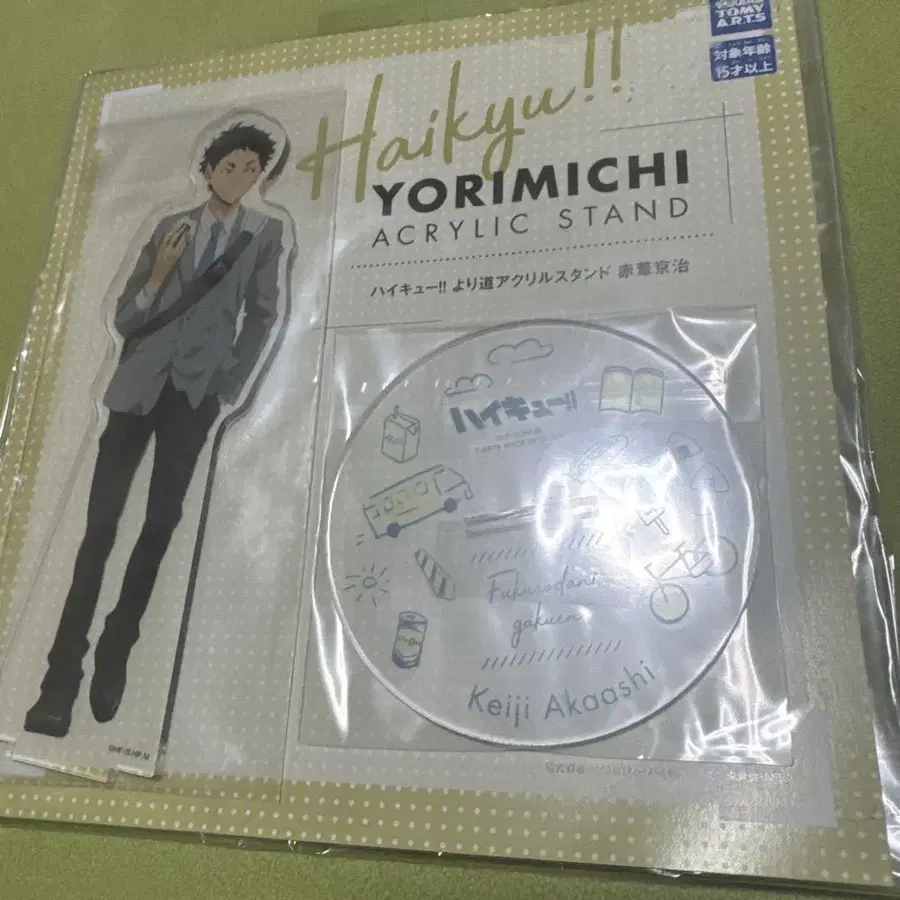 TOMY
A.R.T.S
対象年齢
15才以上
Haikyu!!
YORIMICHI
ACRYLIC STAND
ハイキュー!! より道アクリルスタンド 赤葦京治
ハイキュー!!
Fukurodani
gakuen
Keiji Akaashi